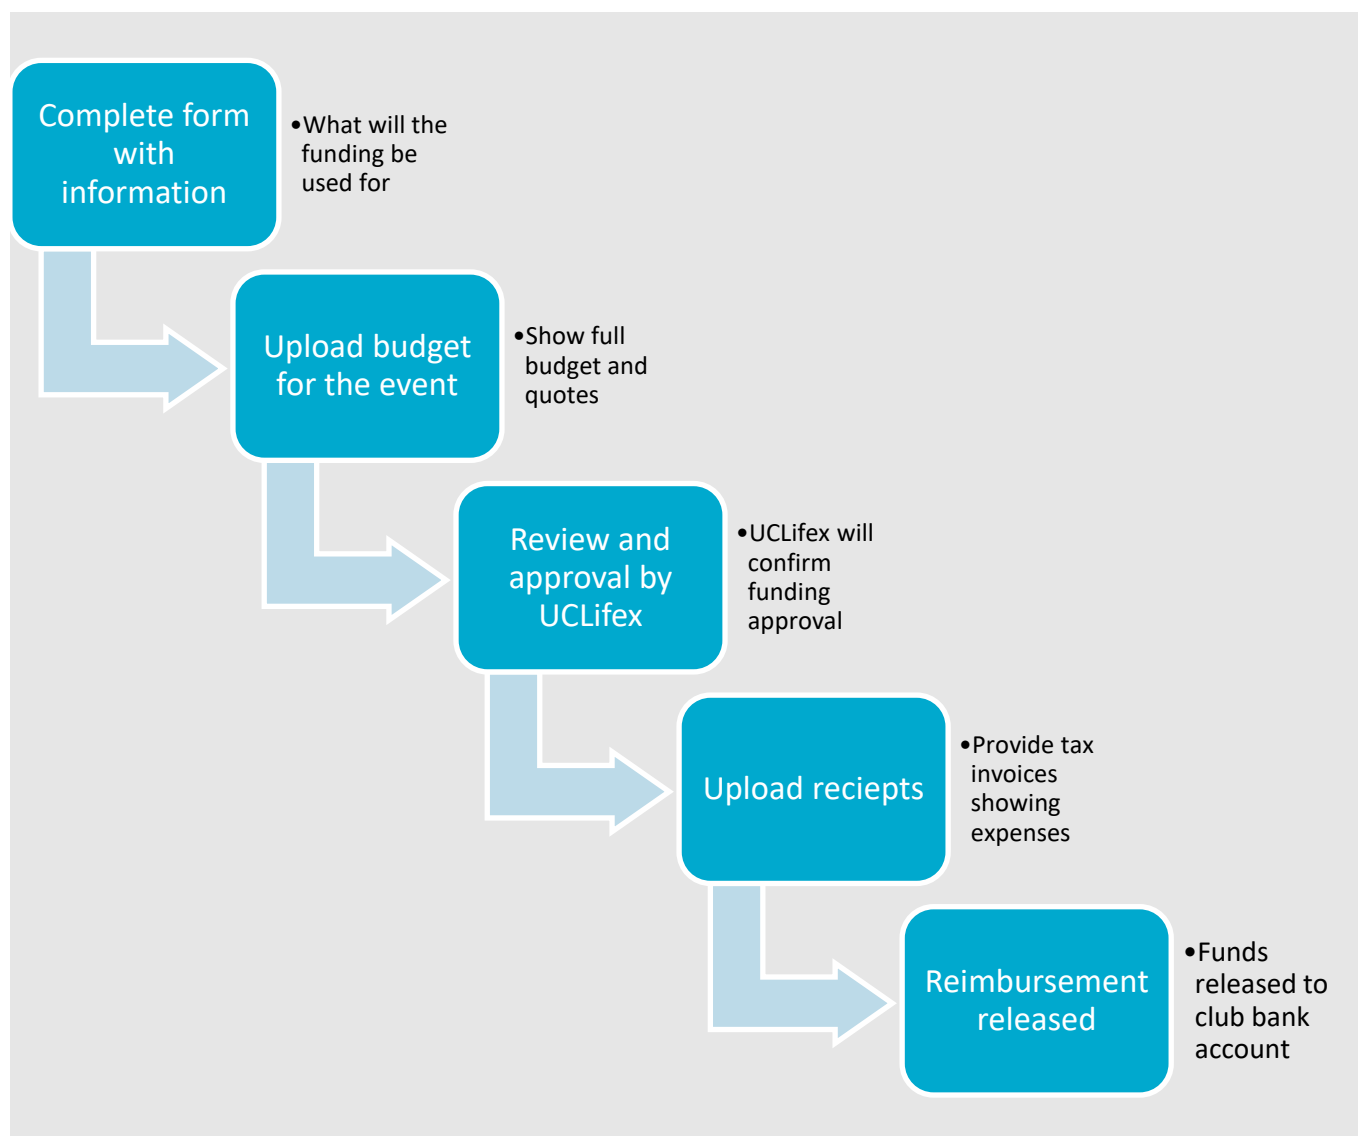 Complete form
with
information
•What will the
funding be
used for
Upload budget
for the event
•Show full
budget and
quotes
Review and
approval by
UCLifex
•UCLifex will
confirm
funding
approval
Upload reciepts
•Provide tax
invoices
showing
expenses
Reimbursement
released
•Funds
released to
club bank
account